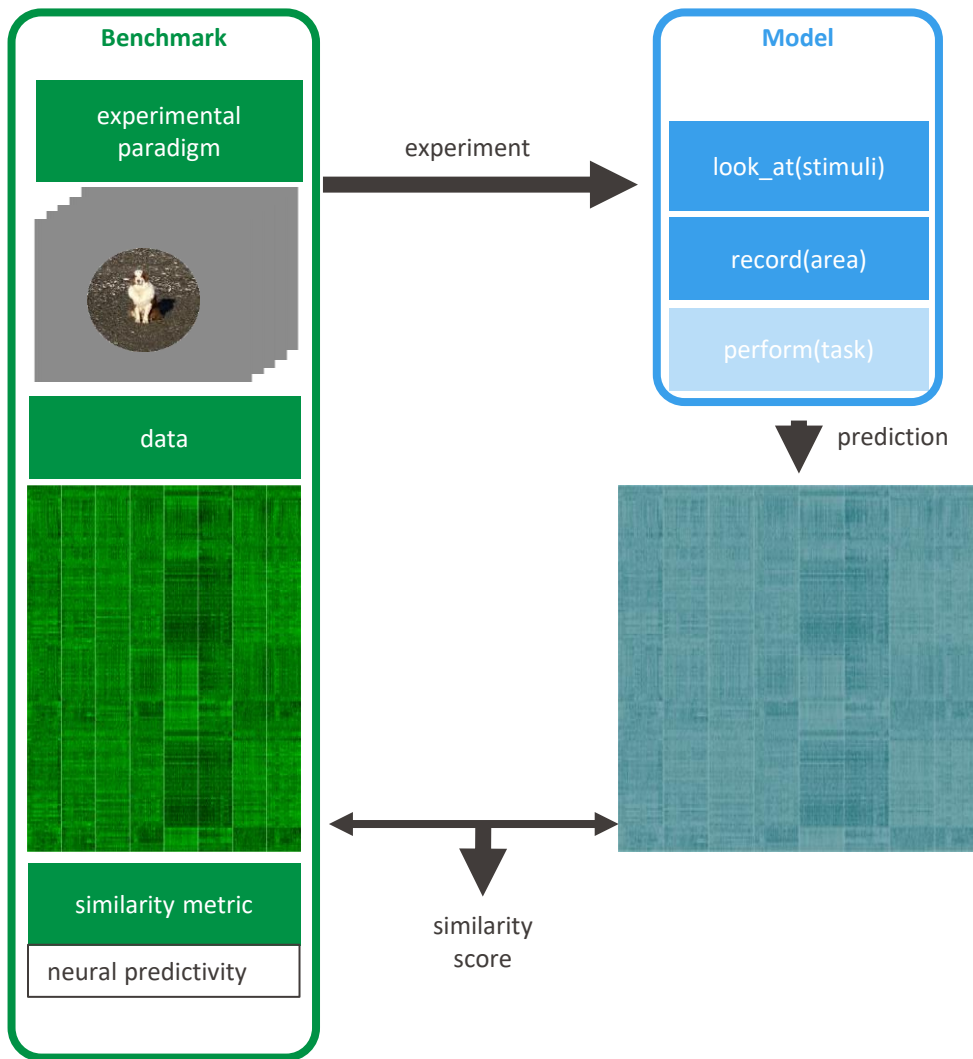 Benchmark
experimental
paradigm
data
similarity metric
neural predictivity
experiment
Model
look_at(stimuli)
record(area)
perform(task)
prediction
similarity
score